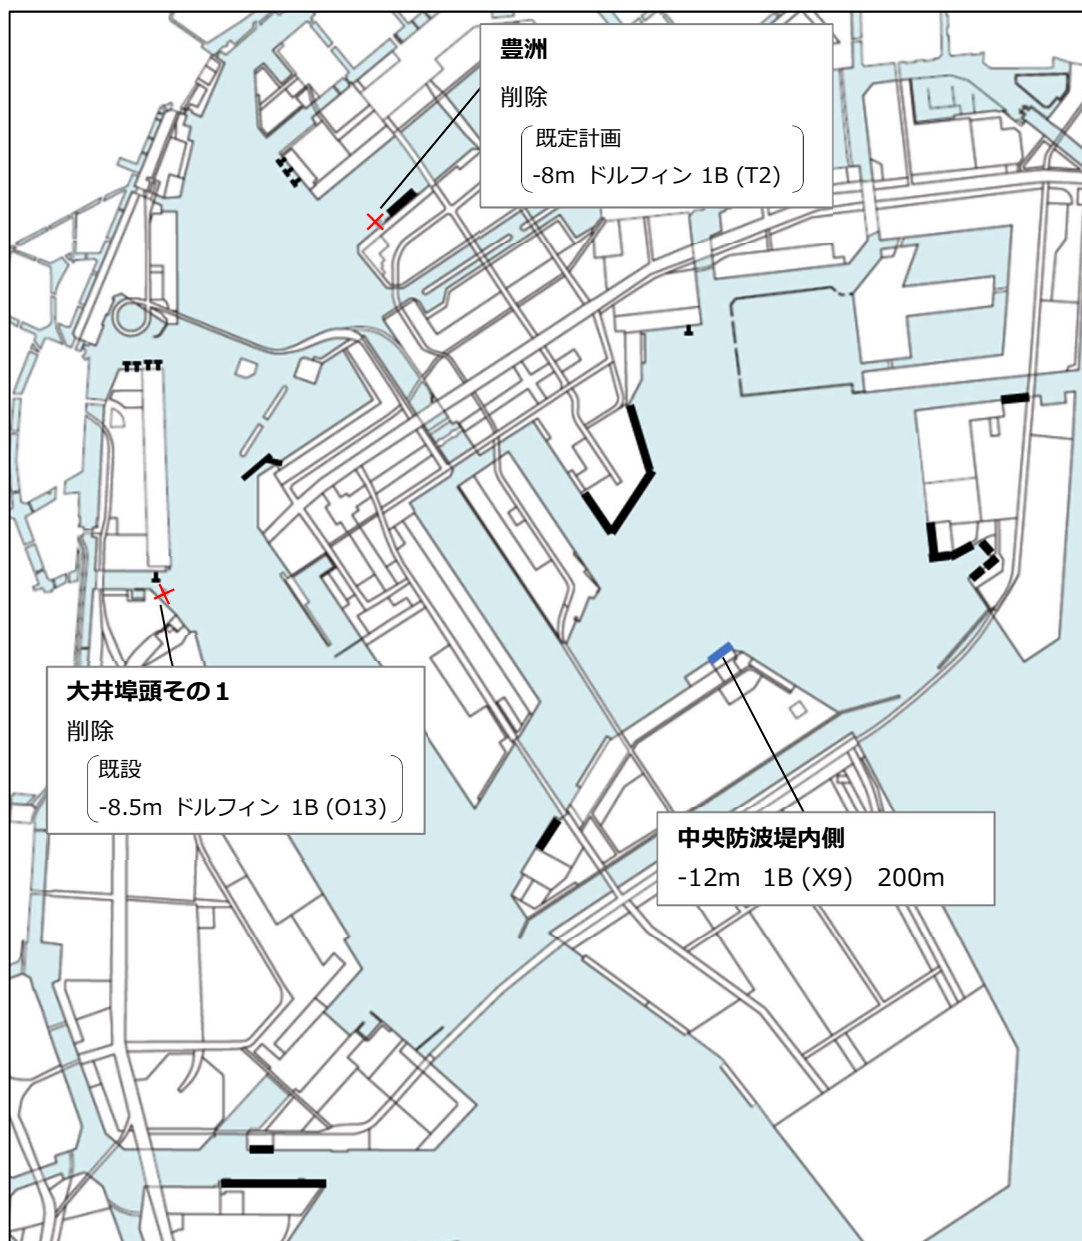 豊洲
削除
既定計画
-8m ドルフィン 1B (T2)
大井埠頭その１
削除
既設
-8.5m ドルフィン 1B (O13)
中央防波堤内側
-12m 1B (X9) 200m